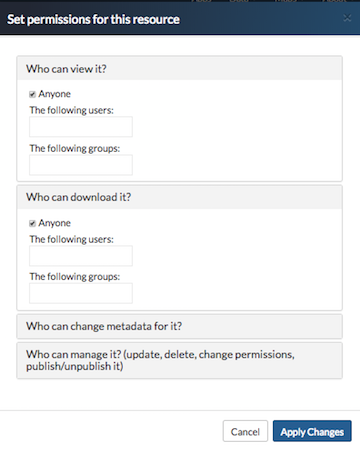 Set permissions for this resource
Who can view it?
Anyone
The following users:
The following groups:
Who can download it?
Anyone
The following users:
The following groups:
Who can change metadata for it?
Who can manage it? (update, delete, change permissions,
publish/unpublish it)
Cancel
Apply Changes